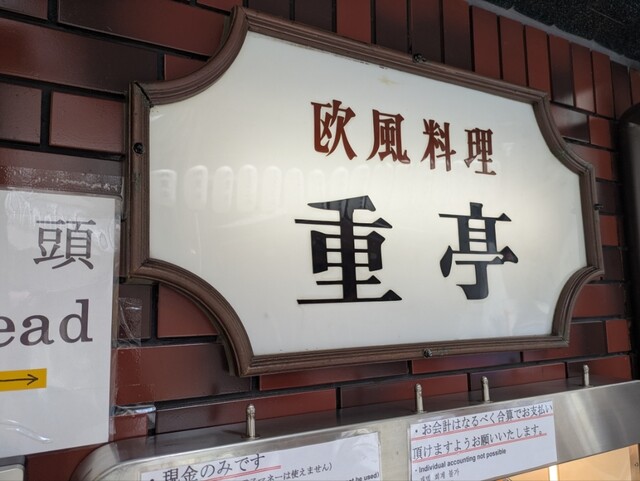 欧風料理
重亭
頭
ead
・お会計はなるべく合算でお支払い
頂けますようお願いいたします。
- Individual accounting not possible
・現金のみです